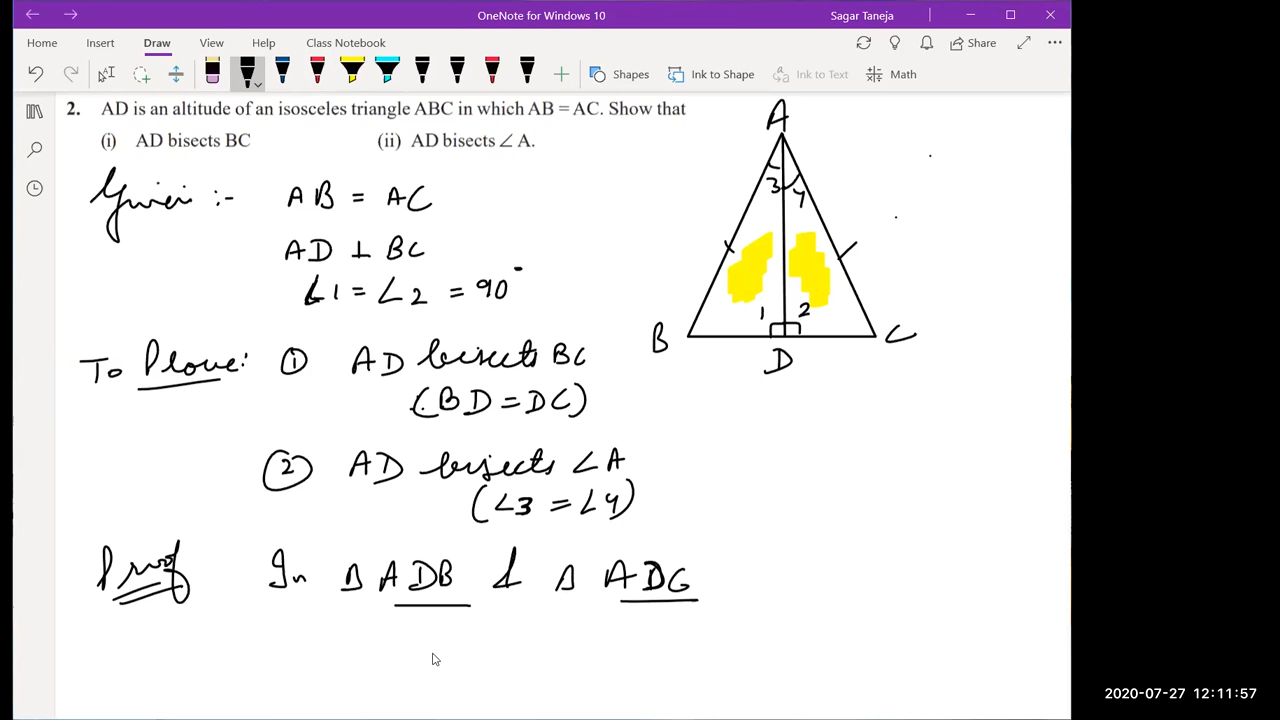 OneNote for Windows 10
Sagar Taneja
Home Insert Draw View Help Class Notebook
Share
Shapes Ink to Shape Ink to Text Math
2. AD is an altitude of an isosceles triangle ABC in which AB = AC. Show that
(i) AD bisects BC (ii) AD bisects ∠ A.
Given :- AB = AC
AD ⊥ BC
∠1 = ∠2 = 90°
To Prove: ① AD bisects BC
(BD = DC)
② AD bisects ∠A
(∠3 = ∠4)
Proof In Δ ADB & Δ ADC
A
3 4
1 2
B C
D
2020-07-27 12:11:57